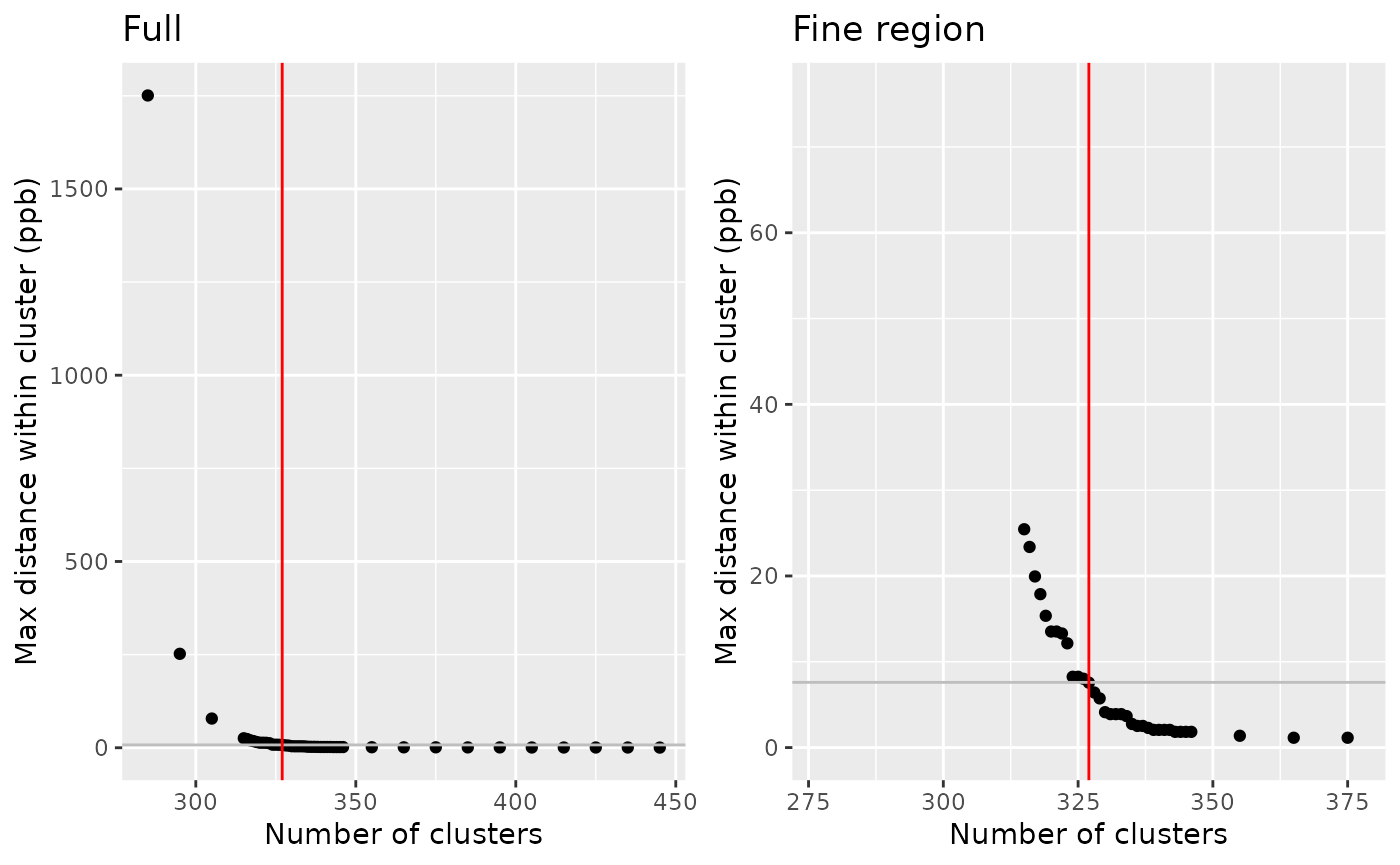 Full
Max distance within cluster (ppb)
1500
1000
500
0
300
350
400
450
Number of clusters
Fine region
Max distance within cluster (ppb)
60
40
20
0
275
300
325
350
375
Number of clusters